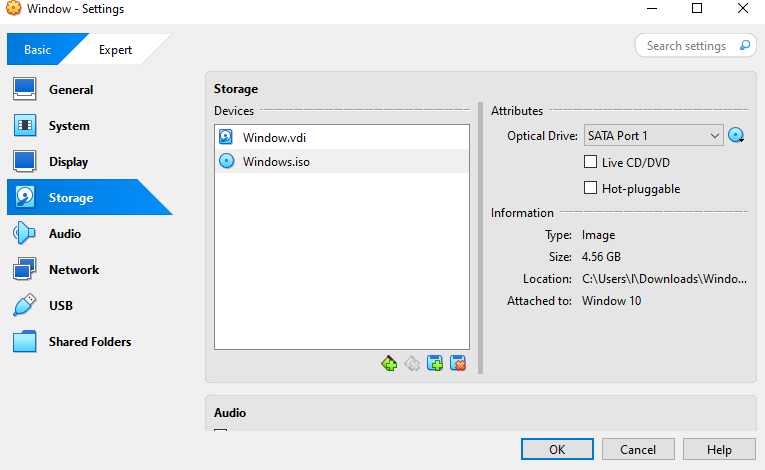 Window - Settings
Basic
Expert
Search settings
General
System
Display
Storage
Audio
Network
USB
Shared Folders
Storage
Devices
Window.vdi
Windows.iso
Attributes
Optical Drive: SATA Port 1
Live CD/DVD
Hot-pluggable
Information
Type: Image
Size: 4.56 GB
Location: C:\Users\I\Downloads\Windo...
Attached to: Window 10
Audio
OK
Cancel
Help